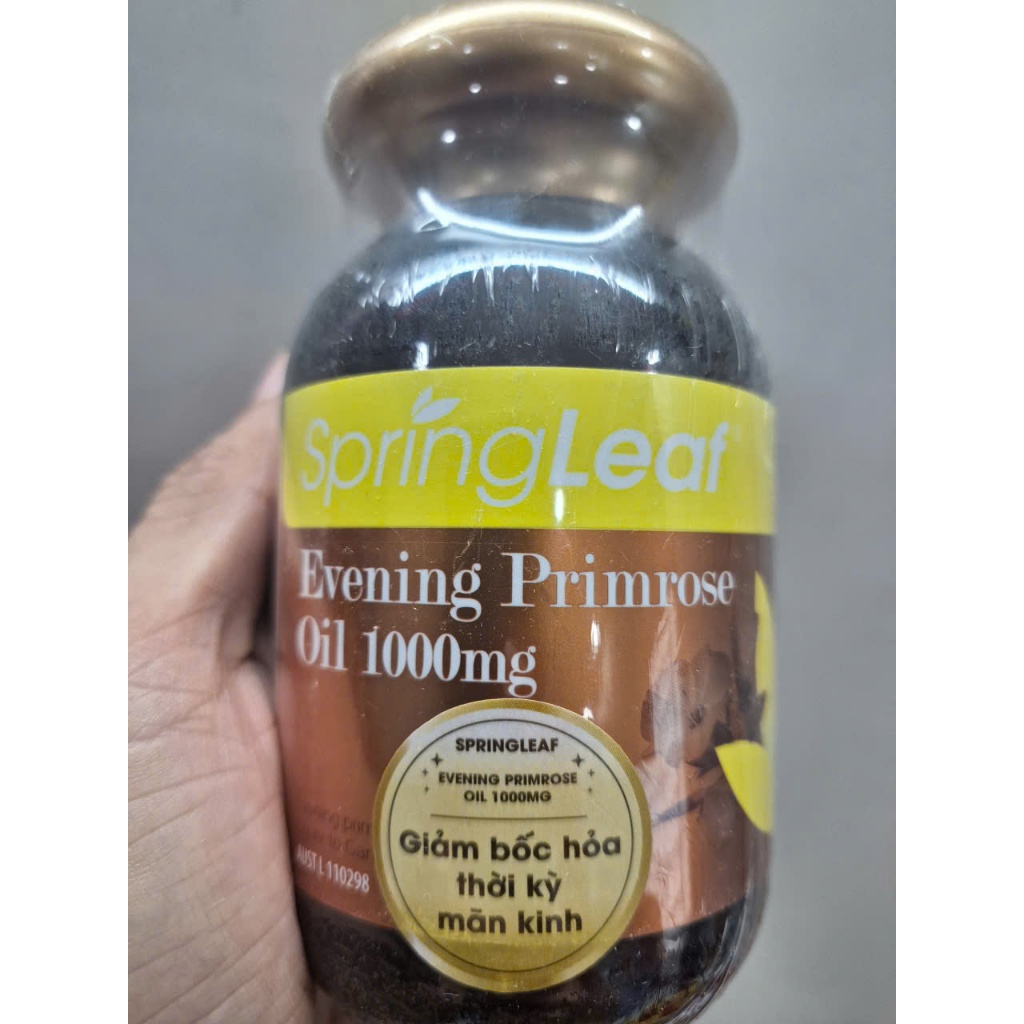 SpringLeaf
Evening Primrose
Oil 1000mg
SPRINGLEAF
EVENING PRIMROSE
OIL 1000MG
Giảm bốc hỏa
thời kỳ
mãn kinh
AUST L 110298